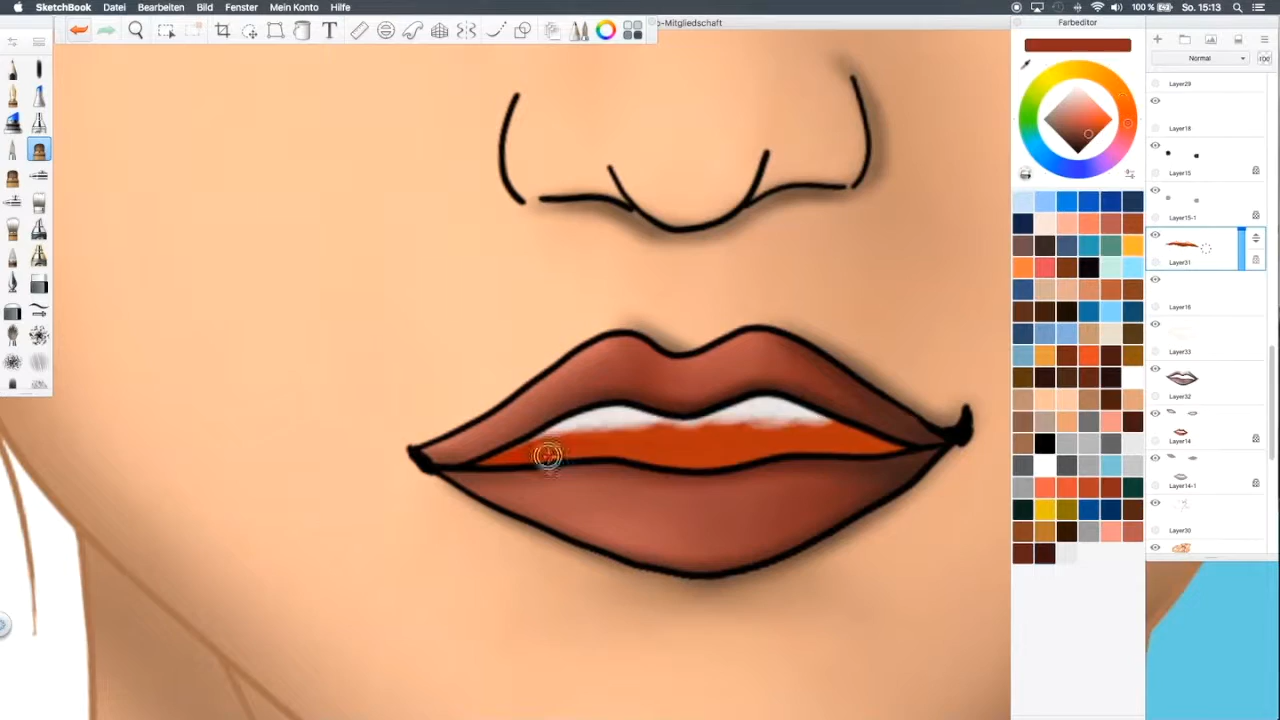 SketchBook Datei Bearbeiten Bild Fenster Mein Konto Hilfe 100 % So. 15:13
o-Mitgliedschaft
Farbeditor
T
Normal
Layer29
Layer18
Layer15
Layer15-1
Layer31
Layer16
Layer33
Layer32
Layer14
Layer14-1
Layer30